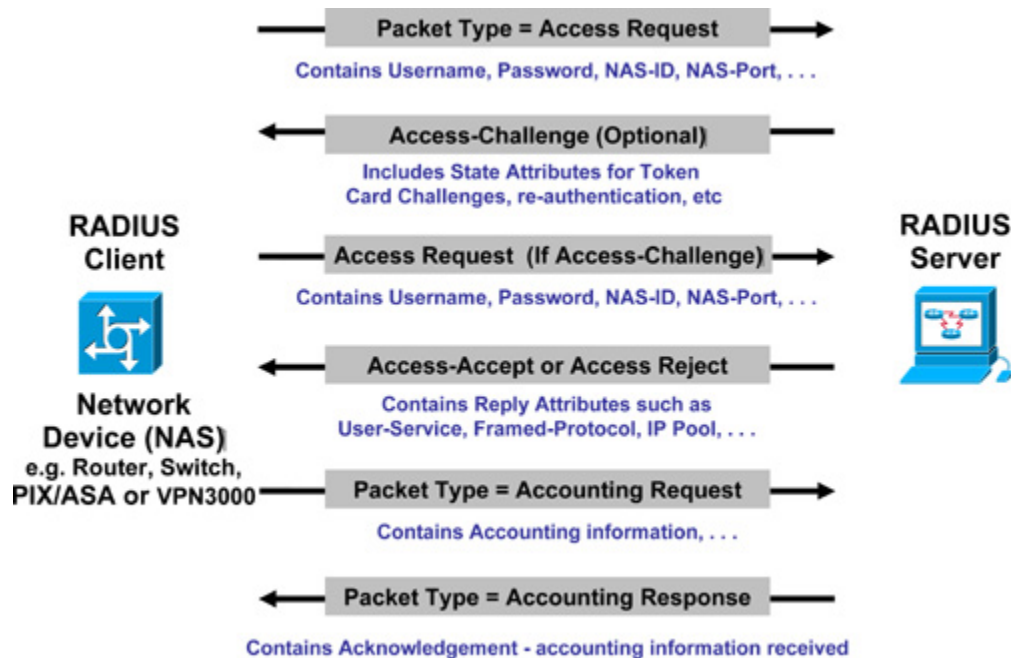 Packet Type = Access Request
Contains Username, Password, NAS-ID, NAS-Port, . . .
Access-Challenge (Optional)
Includes State Attributes for Token
Card Challenges, re-authentication, etc
RADIUS
Client
RADIUS
Server
Access Request (If Access-Challenge)
Contains Username, Password, NAS-ID, NAS-Port, . . .
Access-Accept or Access Reject
Contains Reply Attributes such as
User-Service, Framed-Protocol, IP Pool, . . .
Network
Device (NAS)
e.g. Router, Switch,
PIX/ASA or VPN3000
Packet Type = Accounting Request
Contains Accounting information, . . .
Packet Type = Accounting Response
Contains Acknowledgement - accounting information received